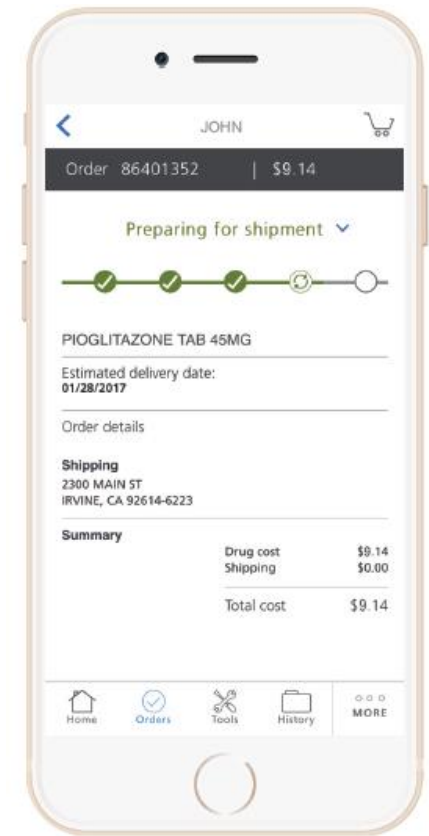 JOHN
Order 86401352 | $9.14
Preparing for shipment
PIOGLITAZONE TAB 45MG
Estimated delivery date:
01/28/2017
Order details
Shipping
2300 MAIN ST
IRVINE, CA 92614-6223
Summary
Drug cost $9.14
Shipping $0.00
Total cost $9.14
Home Orders Tools History MORE